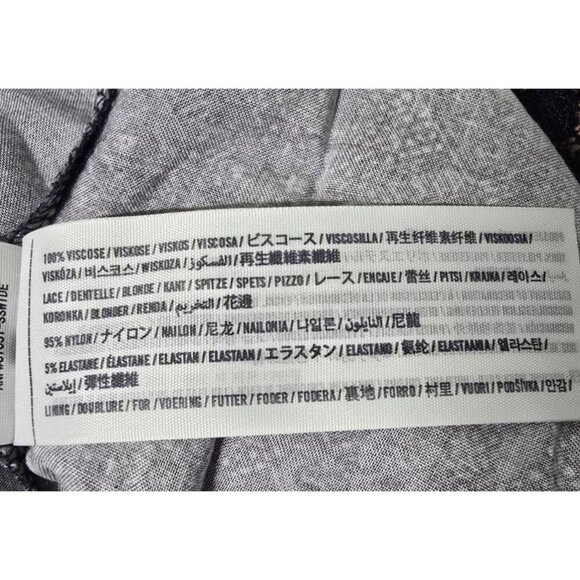 100% VISCOSE / VISKOSE / VISKOS / VISCOSA / ビスコース / VISCOSILLA / 再生纤维素纤维 / VISKOOSIA /
VISKÓZA / 비스코스 / WISKOZA / الفسكوز / 再生纖維素纖維
LACE / DENTELLE / BLONDE / KANT / SPITZE / SPETS / PIZZO / レース / ENCAJE / 蕾丝 / PITSI / KRAJKA / 레이스 /
KORONKA / BLONDER / RENDA / التخريم / 花邊
95% NYLON / ナイロン / NAILON / 尼龙 / NAILONIA / 나일론 / النايلون / 尼龍
5% ELASTANE / ÉLASTANE / ELASTAN / ELASTAAN / エラスタン / ELASTANO / 氨纶 / ELASTAANIA / 엘라스탄 /
إيلاستين / 彈性纖維
LINING / DOUBLURE / FOR / VOERING / FUTTER / FODER / FODERA / 裏地 / FORRO / 衬里 / VUORI / PODŠÍVKA / 안감 /